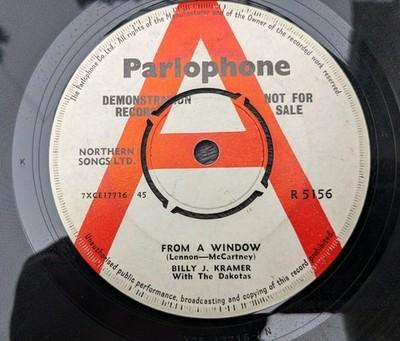 The Parlophone Co. Ltd. All rights of the Manufacturer and of the Owner of the recorded work reserved.
Parlophone
DEMONSTRATION RECORD
NOT FOR SALE
NORTHERN
SONGS LTD.
7XCE17716 45
R 5156
K
FROM A WINDOW
(Lennon—McCartney)
BILLY J. KRAMER
With The Dakotas
Unauthorised public performance, broadcasting and copying of this record prohibited.